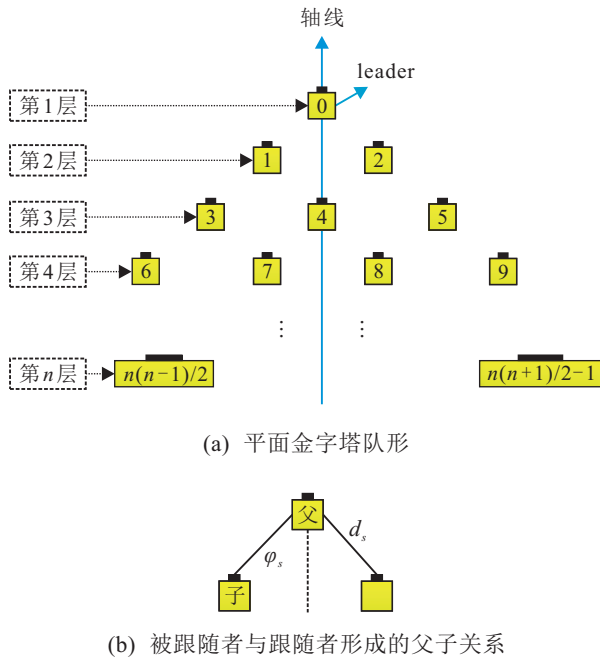 轴线
leader
第1层 0
第2层 1 2
第3层 3 4 5
第4层 6 7 8 9
⋮ ⋮
第n层 n(n−1)/2 n(n+1)/2−1
(a) 平面金字塔队形
父
φₛ dₛ
子
(b) 被跟随者与跟随者形成的父子关系